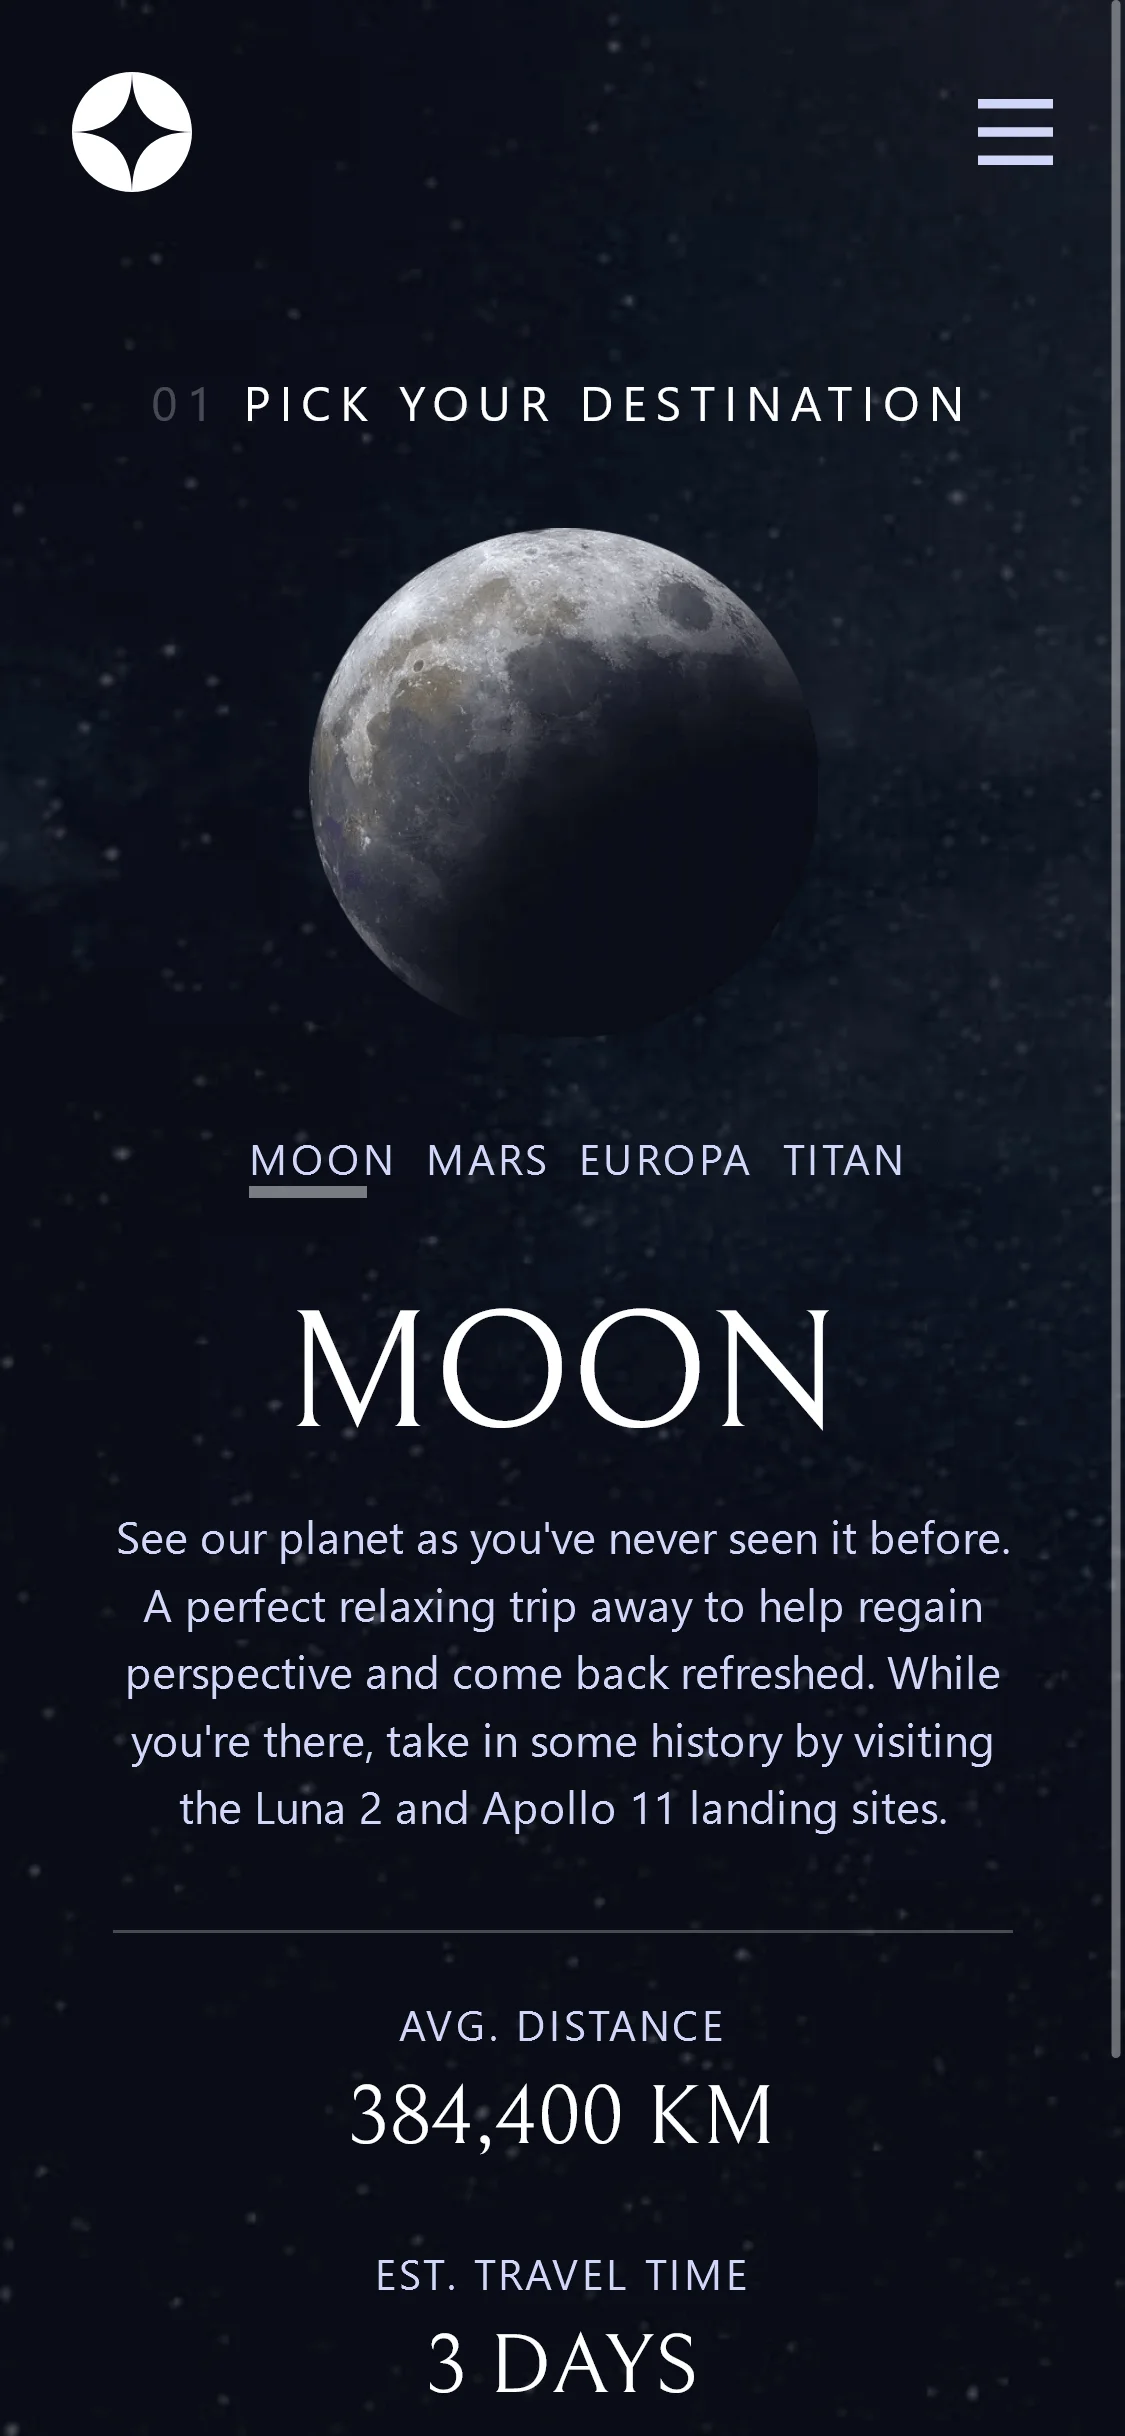 01 PICK YOUR DESTINATION
MOON MARS EUROPA TITAN
MOON
See our planet as you've never seen it before.
A perfect relaxing trip away to help regain
perspective and come back refreshed. While
you're there, take in some history by visiting
the Luna 2 and Apollo 11 landing sites.
AVG. DISTANCE
384,400 KM
EST. TRAVEL TIME
3 DAYS